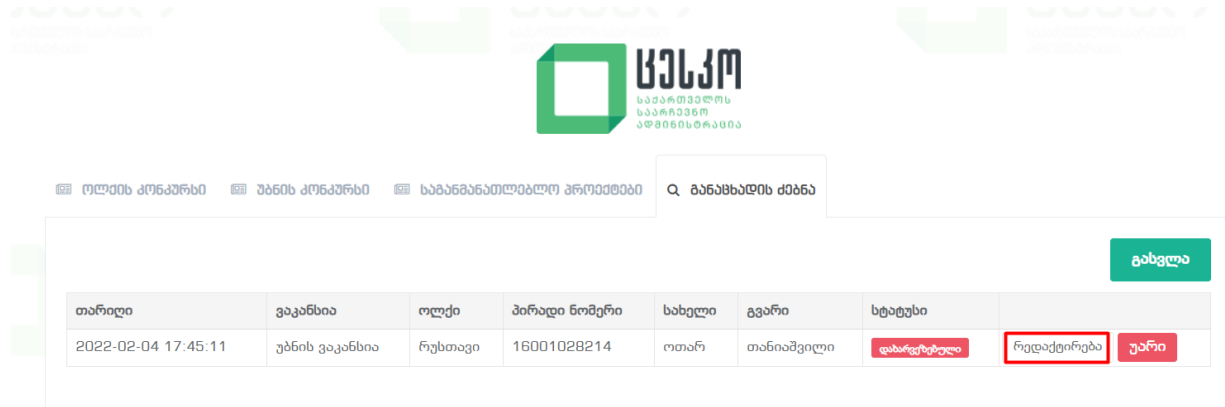 ცესკო
საქართველოს
საარჩევნო
ადმინისტრაცია
ოლქის კონკურსი უბნის კონკურსი საგანმანათლებლო პროექტები განაცხადის ძებნა
გასვლა
თარიღი ვაკანსია ოლქი პირადი ნომერი სახელი გვარი სტატუსი
2022-02-04 17:45:11 უბნის ვაკანსია რუსთავი 16001028214 ოთარ თანიაშვილი დახარვეზებული რედაქტირება უარი